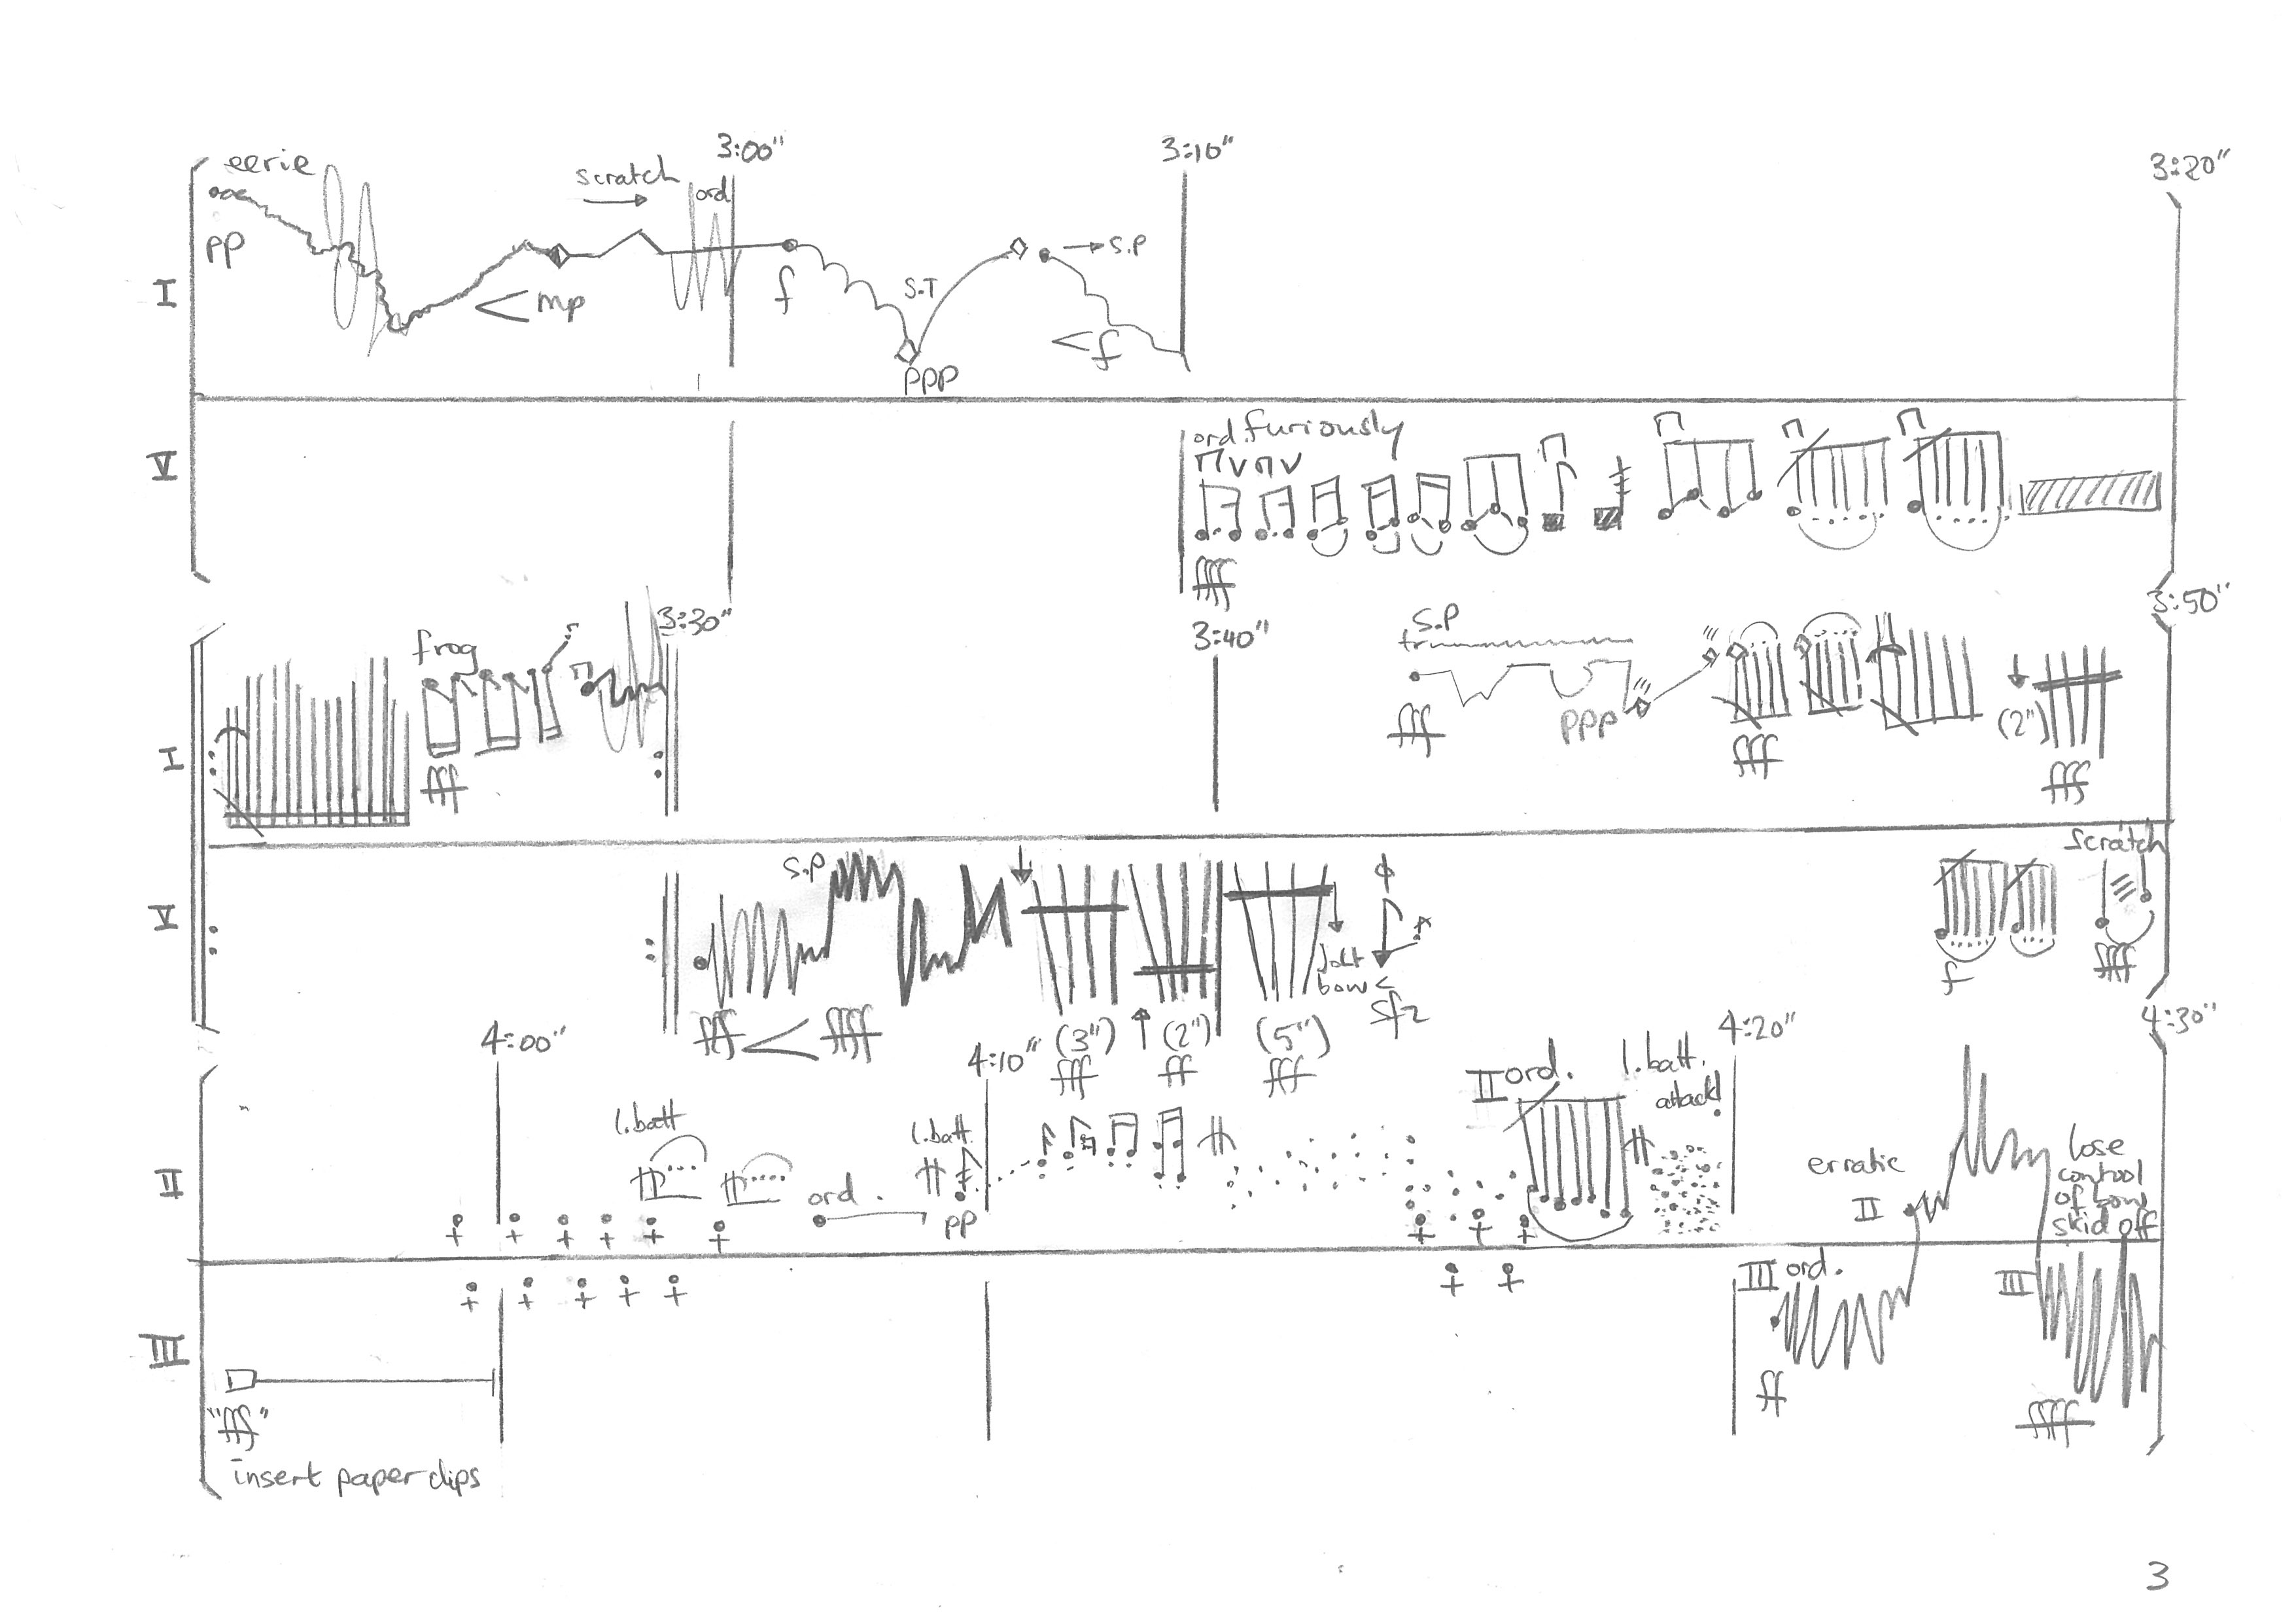 3:00"
3:10"
3:20"
eerie
scratch
ord
pp
I
mp
f
S.T
ppp
S.P
f
V
ord. furiously
ffff
3:30"
3:40"
3:50"
frog
S.P
tr
I
fff
fff
ppp
fff
(2")
fff
V
S.P
scratch
jolt
bow
fff
ffff
(3")
(2")
(5")
sfz
f
fff
fff
ff
fff
4:00"
4:10"
4:20"
4:30"
II
l.batt
ord.
l.batt
pp
II ord.
l.batt.
attack!
erratic
II
lose
control
of bow
skid off
III
III ord.
III
"fff"
ff
ffff
insert paper clips
3